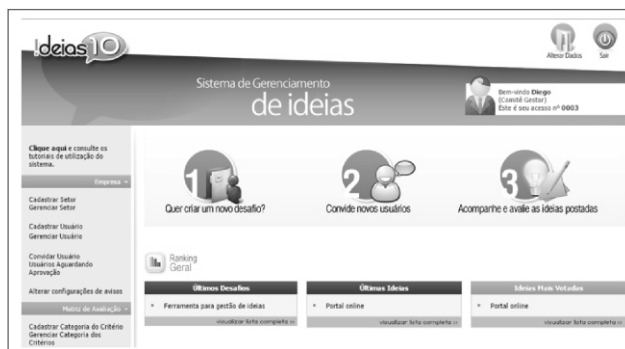 !deias10
Alterar Dados
Sair
Sistema de Gerenciamento
de ideias
Bem-vindo Diego
(Comitê Gestor)
Este é seu acesso nº 0003
Clique aqui e consulte os
tutoriais de utilização do
sistema.
Empresa
Cadastrar Setor
Gerenciar Setor
Cadastrar Usuário
Gerenciar Usuário
Convidar Usuário
Usuários Aguardando
Aprovação
Alterar configurações de avisos
Matriz de Avaliação
Cadastrar Categoria do Critério
Gerenciar Categoria dos
Critérios
1
Quer criar um novo desafio?
2
Convide novos usuários
3
Acompanhe e avalie as ideias postadas
Ranking
Geral
Últimos Desafios
Ferramenta para gestão de ideias
visualizar lista completa »
Últimas Ideias
Portal online
visualizar lista completa »
Ideias Mais Votadas
Portal online
visualizar lista completa »